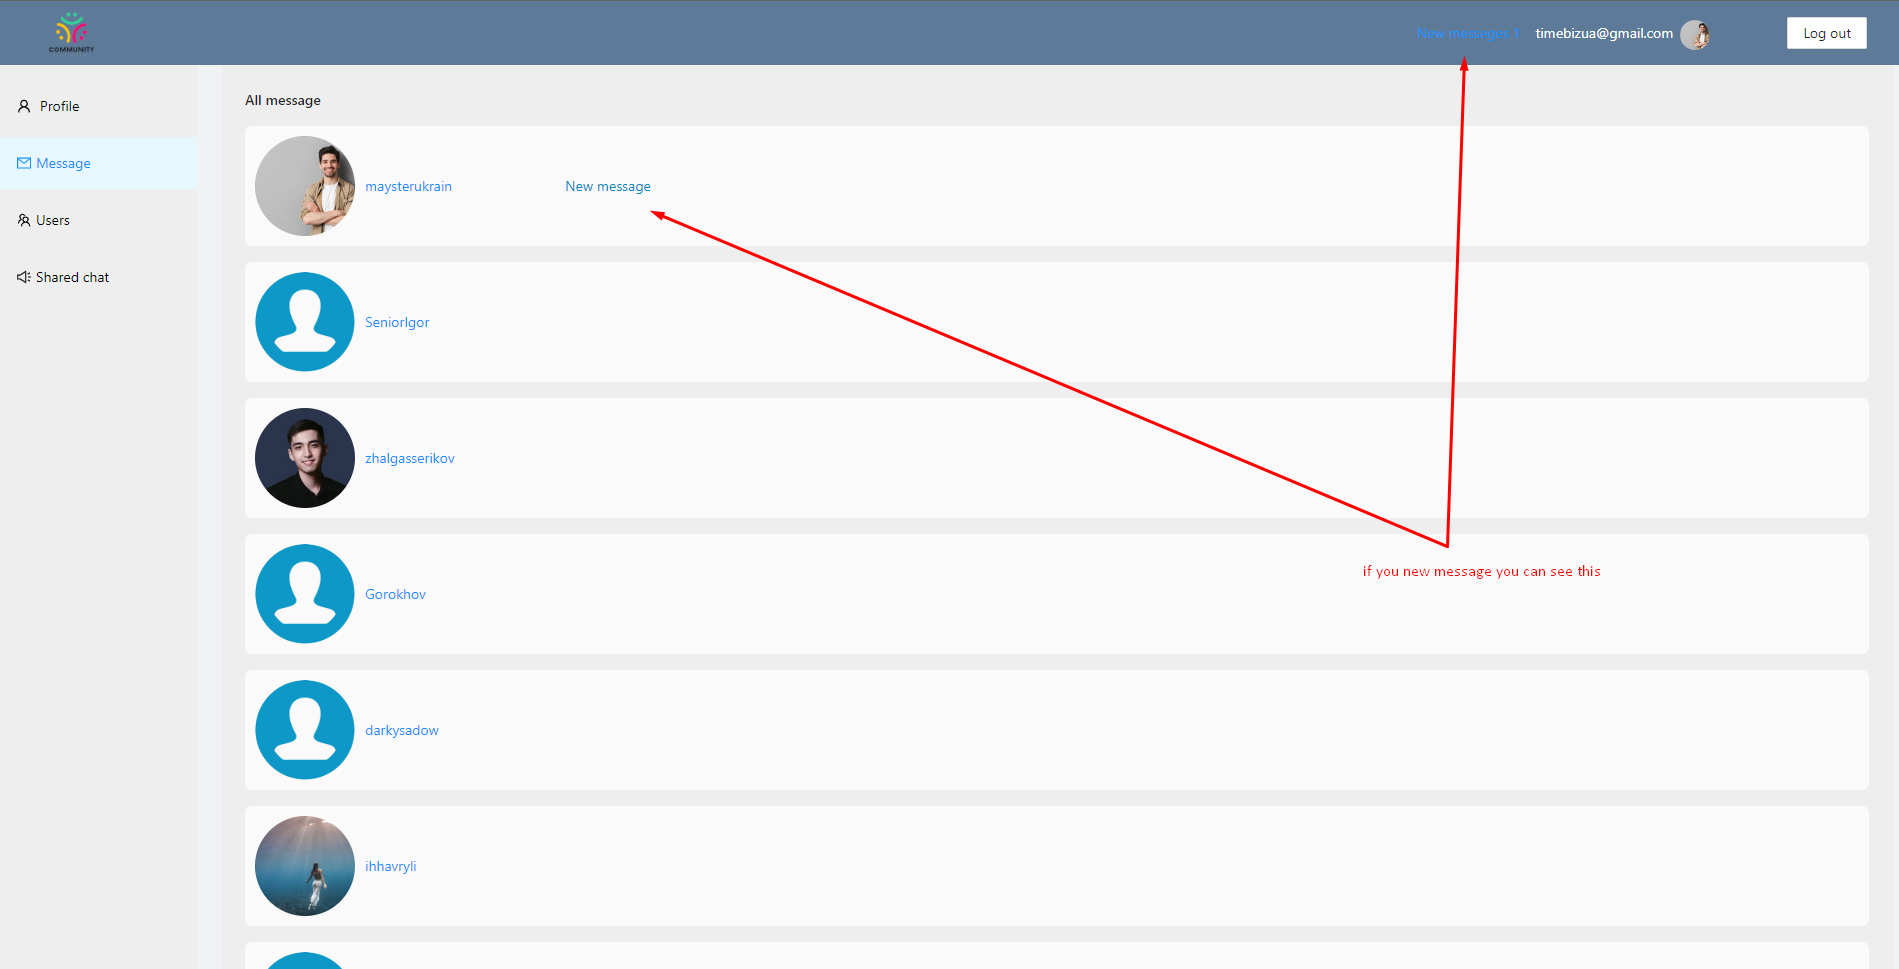 COMMUNITY
New messeges 1
timebizua@gmail.com
Log out
Profile
Message
Users
Shared chat
All message
maysterukrain
New message
SeniorIgor
zhalgasserikov
Gorokhov
if you new message you can see this
darkysadow
ihhavryli